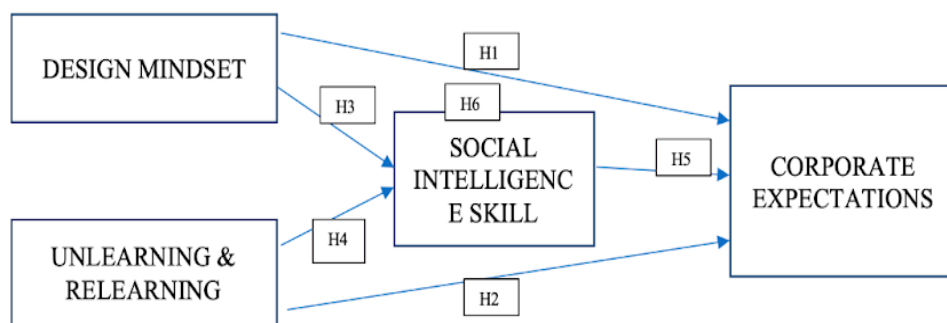 DESIGN MINDSET
H1
H3
H6
SOCIAL
INTELLIGENC
E SKILL
H5
CORPORATE
EXPECTATIONS
H4
UNLEARNING &
RELEARNING
H2